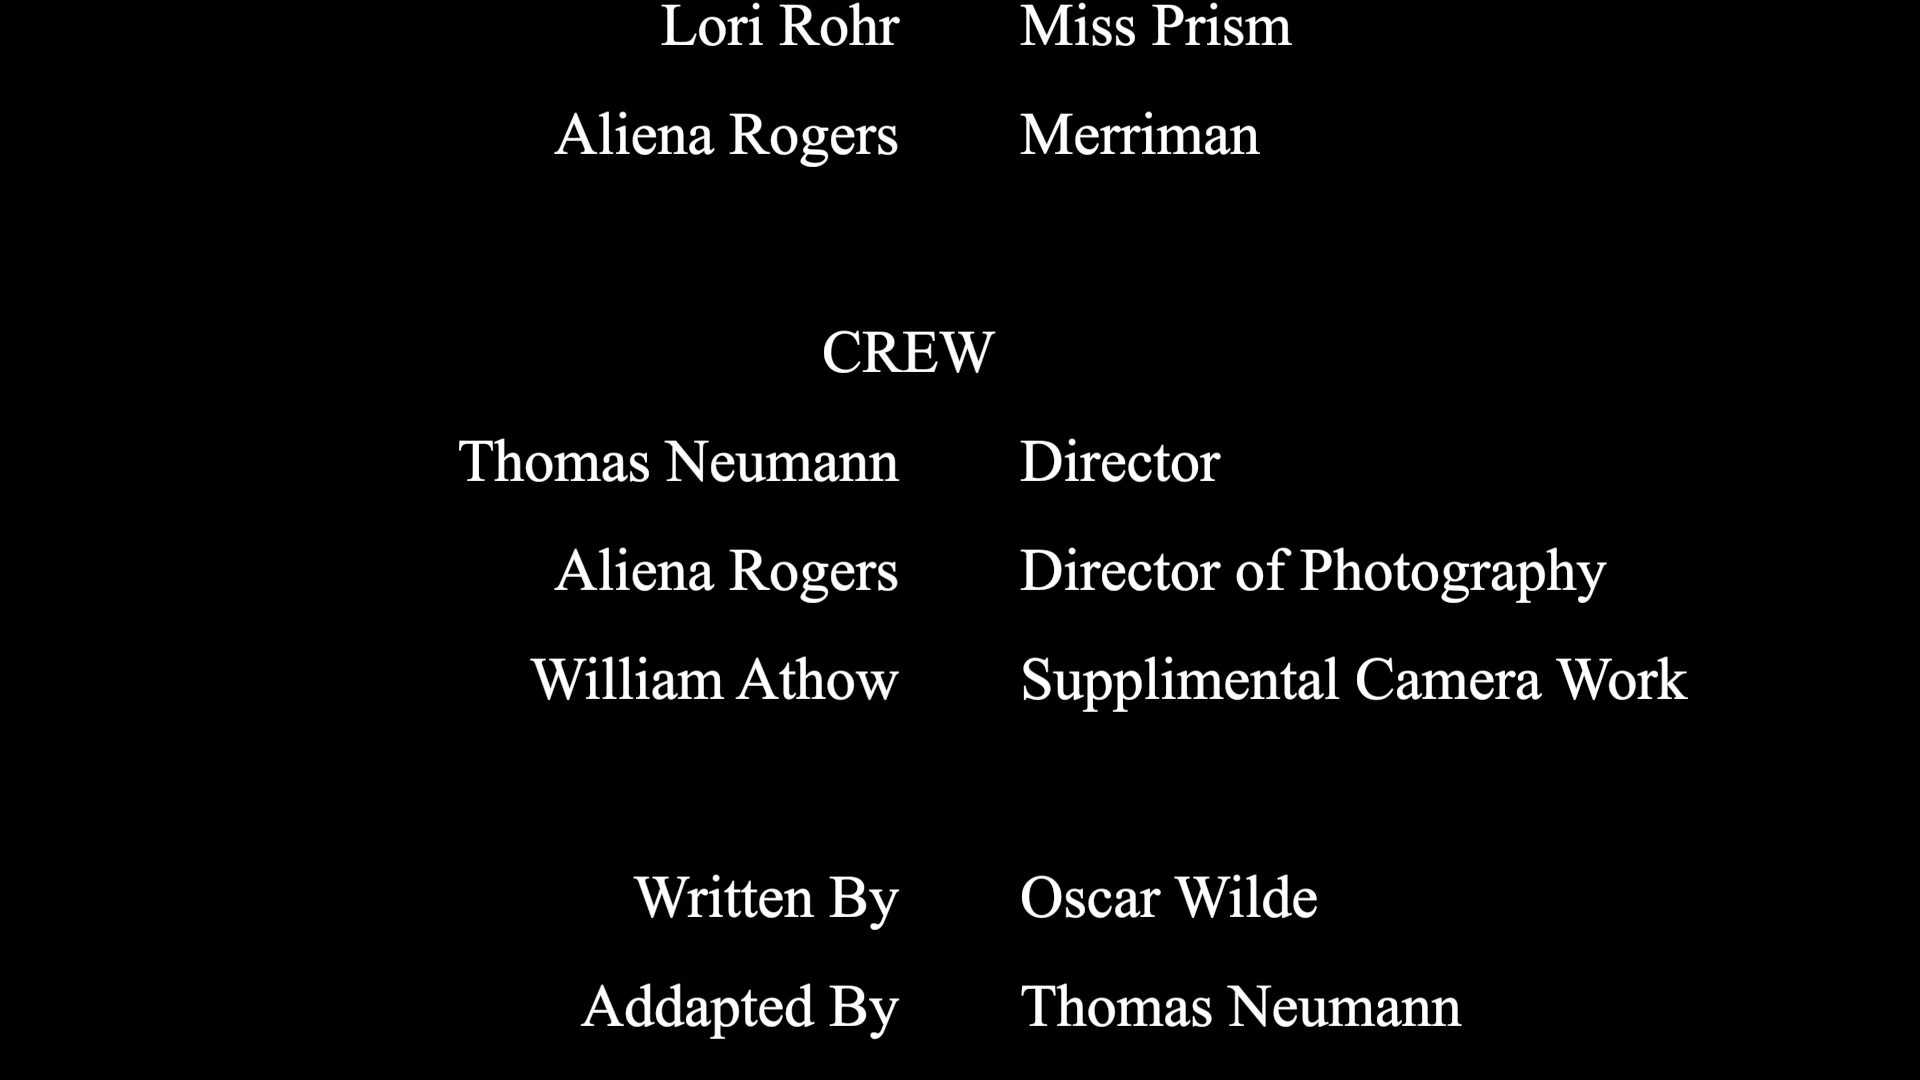 Lori Rohr Miss Prism
Aliena Rogers Merriman
CREW
Thomas Neumann Director
Aliena Rogers Director of Photography
William Athow Supplimental Camera Work
Written By Oscar Wilde
Addapted By Thomas Neumann